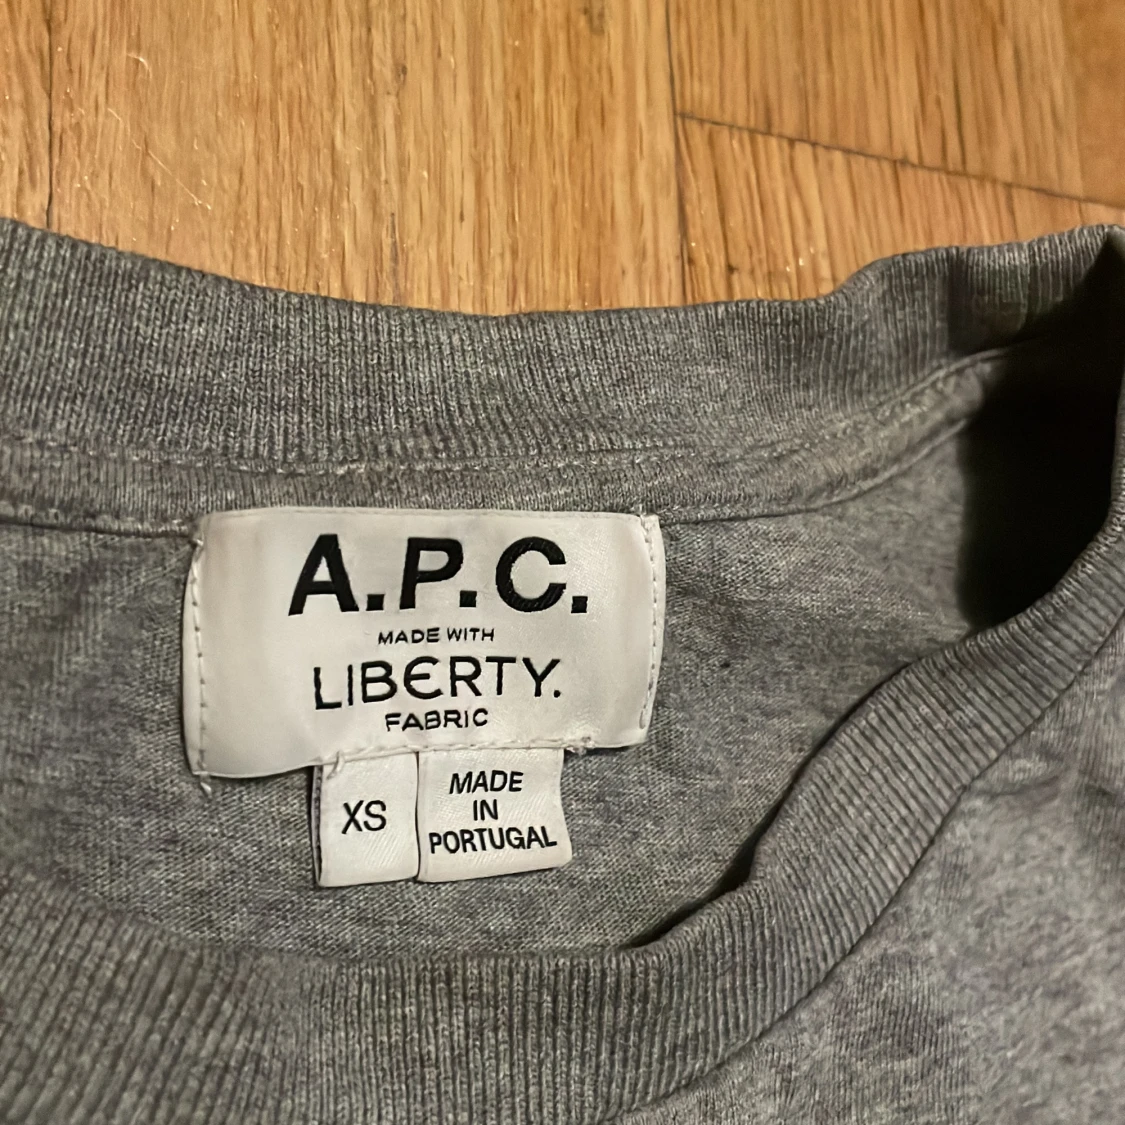 A.P.C.
MADE WITH
LIBERTY.
FABRIC
XS
MADE
IN
PORTUGAL